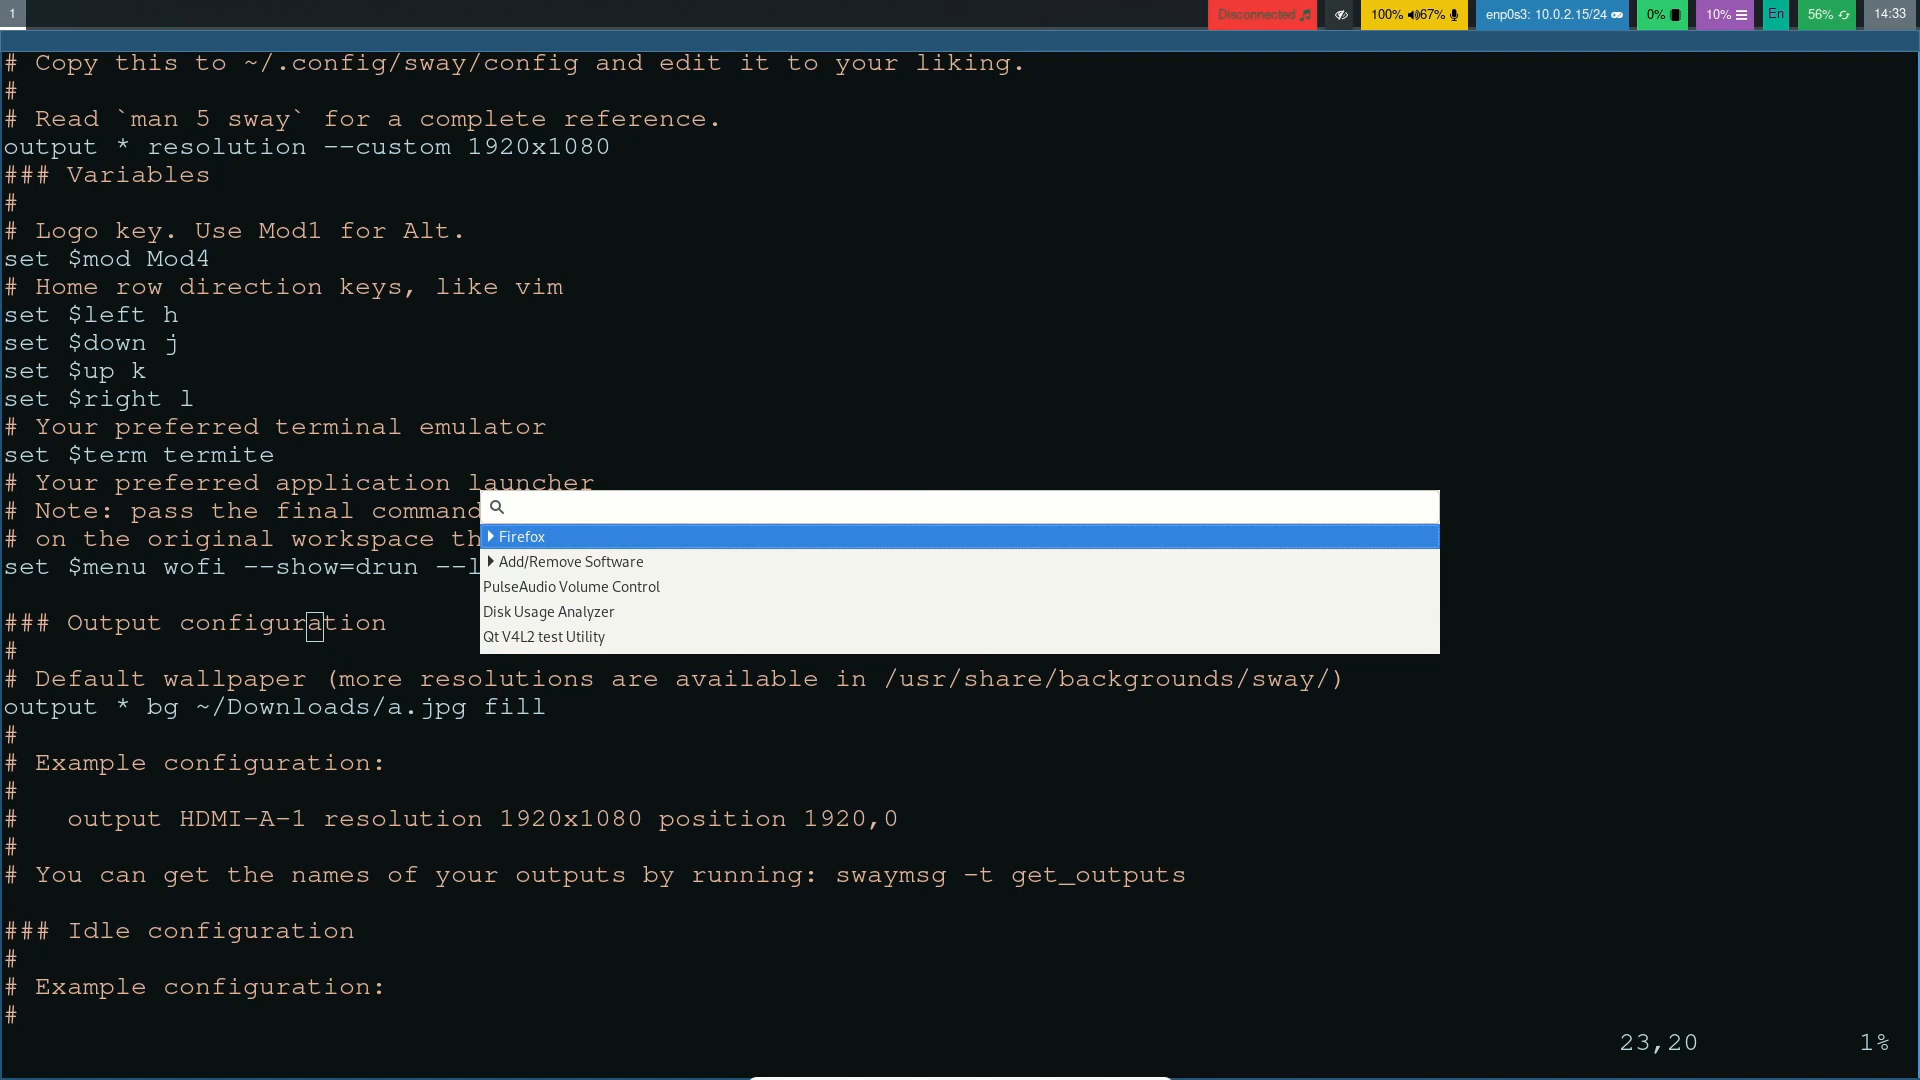 1
Disconnected
100% 67%
enp0s3: 10.0.2.15/24
0%
10%
En
56%
14:33
# Copy this to ~/.config/sway/config and edit it to your liking.
#
# Read `man 5 sway` for a complete reference.
output * resolution --custom 1920x1080
### Variables
#
# Logo key. Use Mod1 for Alt.
set $mod Mod4
# Home row direction keys, like vim
set $left h
set $down j
set $up k
set $right l
# Your preferred terminal emulator
set $term termite
# Your preferred application launcher
# Note: pass the final command
# on the original workspace th
set $menu wofi --show=drun --l
Firefox
Add/Remove Software
PulseAudio Volume Control
Disk Usage Analyzer
Qt V4L2 test Utility
### Output configuration
#
# Default wallpaper (more resolutions are available in /usr/share/backgrounds/sway/)
output * bg ~/Downloads/a.jpg fill
#
# Example configuration:
#
#   output HDMI-A-1 resolution 1920x1080 position 1920,0
#
# You can get the names of your outputs by running: swaymsg -t get_outputs
### Idle configuration
#
# Example configuration:
#
23,20 1%